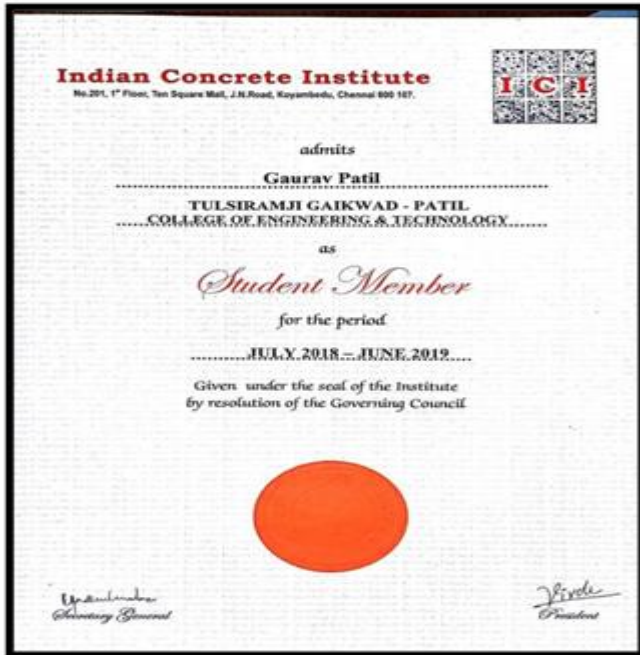 Indian Concrete Institute
No.201, 1st Floor, Ten Square Mall, J.N.Road, Koyambedu, Chennai 600 107.
I C I
admits
Gaurav Patil
TULSIRAMJI GAIKWAD - PATIL
COLLEGE OF ENGINEERING & TECHNOLOGY
as
Student Member
for the period
JULY 2018 – JUNE 2019
Given under the seal of the Institute
by resolution of the Governing Council
Secretary General
President